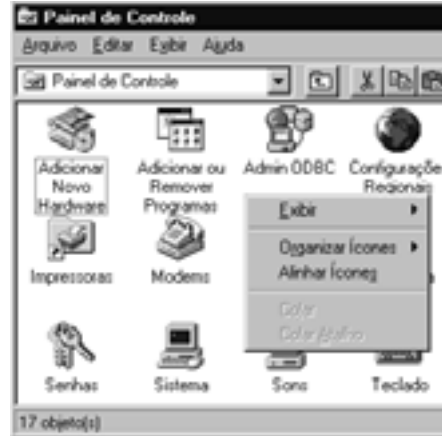 Painel de Controle
Arquivo Editar Exibir Ajuda
Painel de Controle
Adicionar Novo Hardware
Adicionar ou Remover Programas
Admin ODBC
Configuraçõe
Regionais
Exibir
Organizar Ícones
Alinhar Ícones
Colar
Colar Atalho
Impressoras
Modems
Senhas
Sistema
Sons
Teclado
17 objeto(s)